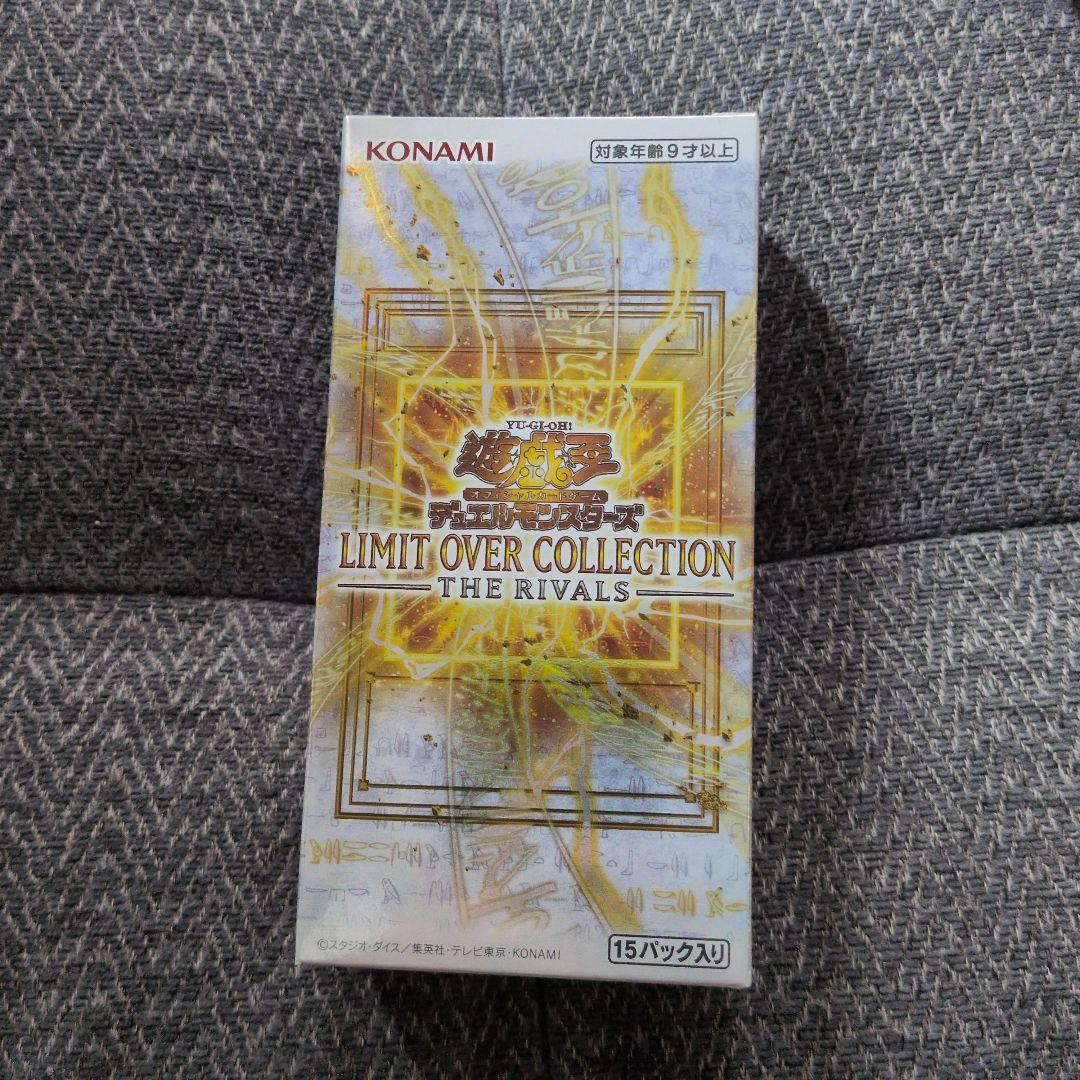 KONAMI
対象年齢9才以上
YU-GI-OH!
遊戯王
オフィシャルカードゲーム
デュエルモンスターズ
LIMIT OVER COLLECTION
THE RIVALS
©スタジオ・ダイス/集英社・テレビ東京・KONAMI
15パック入り